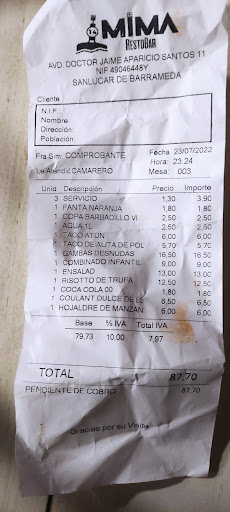 14 MiMA
RESTOBAR
AVD. DOCTOR JAIME APARICIO SANTOS 11
NIF 49046448Y
SANLUCAR DE BARRAMEDA
Cliente
N.I.F.:
Nombre:
Dirección:
Población:
Fra.Sim. COMPROBANTE Fecha: 23/07/2022
Hora: 23:24
Le Atendió CAMARERO Mesa: 003
Unid. Descripción Precio Importe
3 SERVICIO 1,30 3,90
1 FANTA NARANJA 1,80 1,80
1 COPA BARBADILLO VI 2,50 2,50
1 AGUA 1L 2,50 2,50
1 TACO ATUN 6,00 6,00
1 TACO DE ALITA DE POL 5,70 5,70
1 GAMBAS DESNUDAS 16,50 16,50
1 COMBINADO INFANTIL 9,00 9,00
1 ENSALAD 13,00 13,00
1 RISOTTO DE TRUFA 12,50 12,50
1 COCA COLA 00 1,80 1,80
1 COULANT DULCE DE LE 6,50 6,50
1 HOJALDRE DE MANZAN 6,00 6,00
Base % IVA Total IVA
79,73 10,00 7,97
TOTAL 87,70
PENDIENTE DE COBRO 87,70
Gracias por su Visita